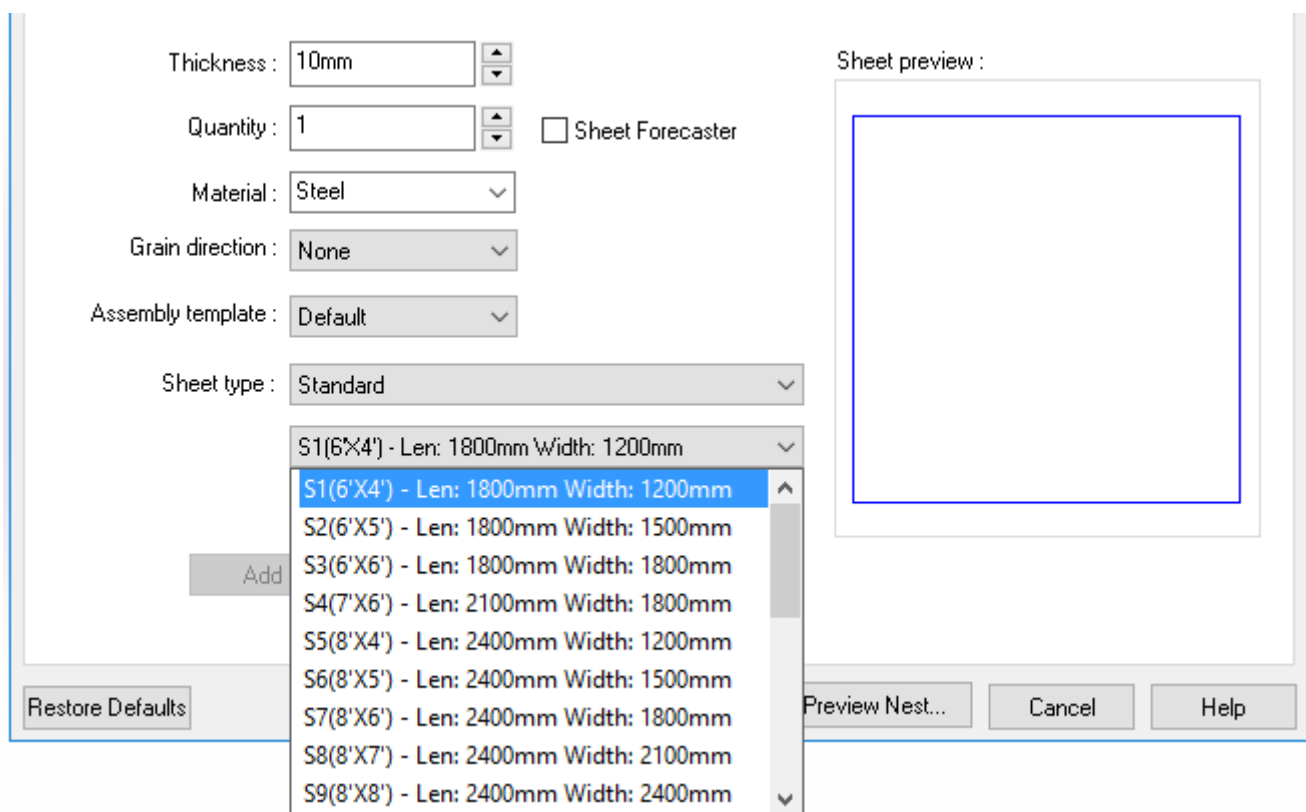 Thickness : 10mm
Sheet preview :
Quantity : 1
Sheet Forecaster
Material : Steel
Grain direction : None
Assembly template : Default
Sheet type : Standard
S1(6'X4') - Len: 1800mm Width: 1200mm
S1(6'X4') - Len: 1800mm Width: 1200mm
S2(6'X5') - Len: 1800mm Width: 1500mm
S3(6'X6') - Len: 1800mm Width: 1800mm
S4(7'X6') - Len: 2100mm Width: 1800mm
S5(8'X4') - Len: 2400mm Width: 1200mm
S6(8'X5') - Len: 2400mm Width: 1500mm
S7(8'X6') - Len: 2400mm Width: 1800mm
S8(8'X7') - Len: 2400mm Width: 2100mm
S9(8'X8') - Len: 2400mm Width: 2400mm
Add
Restore Defaults
Preview Nest...
Cancel
Help